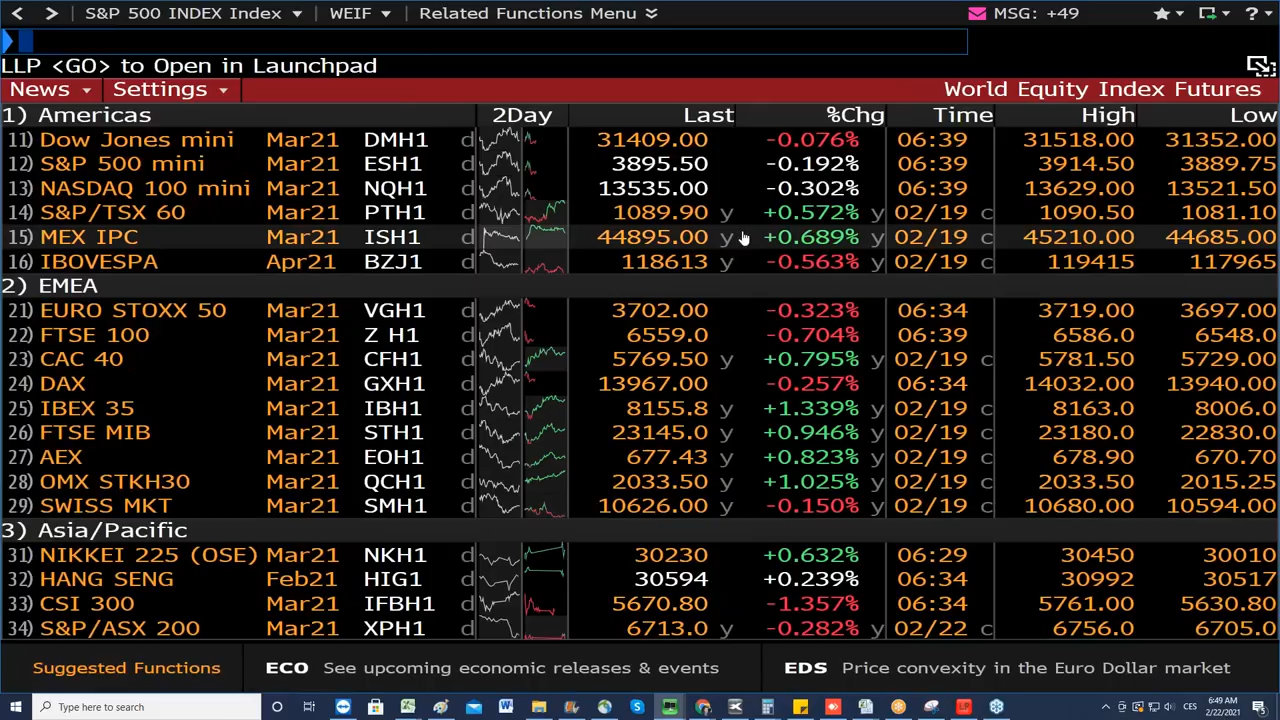 S&P 500 INDEX Index WEIF Related Functions Menu MSG: +49 ?
LLP <GO> to Open in Launchpad
News Settings World Equity Index Futures
1) Americas 2Day Last %Chg Time High Low
11) Dow Jones mini Mar21 DMH1 d 31409.00 -0.076% 06:39 31518.00 31352.00
12) S&P 500 mini Mar21 ESH1 d 3895.50 -0.192% 06:39 3914.50 3889.75
13) NASDAQ 100 mini Mar21 NQH1 d 13535.00 -0.302% 06:39 13629.00 13521.50
14) S&P/TSX 60 Mar21 PTH1 d 1089.90 y +0.572% y 02/19 c 1090.50 1081.10
15) MEX IPC Mar21 ISH1 d 44895.00 y +0.689% y 02/19 c 45210.00 44685.00
16) IBOVESPA Apr21 BZJ1 d 118613 y -0.563% y 02/19 c 119415 117965
2) EMEA
21) EURO STOXX 50 Mar21 VGH1 d 3702.00 -0.323% 06:34 3719.00 3697.00
22) FTSE 100 Mar21 Z H1 d 6559.0 -0.704% 06:39 6586.0 6548.0
23) CAC 40 Mar21 CFH1 d 5769.50 y +0.795% y 02/19 c 5781.50 5729.00
24) DAX Mar21 GXH1 d 13967.00 -0.257% 06:34 14032.00 13940.00
25) IBEX 35 Mar21 IBH1 d 8155.8 y +1.339% y 02/19 c 8163.0 8006.0
26) FTSE MIB Mar21 STH1 d 23145.0 y +0.946% y 02/19 c 23180.0 22830.0
27) AEX Mar21 EOH1 d 677.43 y +0.823% y 02/19 c 678.90 670.70
28) OMX STKH30 Mar21 QCH1 d 2033.50 y +1.025% y 02/19 c 2033.50 2015.25
29) SWISS MKT Mar21 SMH1 d 10626.00 y -0.150% y 02/19 c 10680.00 10594.00
3) Asia/Pacific
31) NIKKEI 225 (OSE) Mar21 NKH1 d 30230 +0.632% 06:29 30450 30010
32) HANG SENG Feb21 HIG1 d 30594 +0.239% 06:34 30992 30517
33) CSI 300 Mar21 IFBH1 d 5670.80 -1.357% 06:34 5761.00 5630.80
34) S&P/ASX 200 Mar21 XPH1 d 6713.0 y -0.282% y 02/22 c 6756.0 6705.0
Suggested Functions ECO See upcoming economic releases & events EDS Price convexity in the Euro Dollar market
Type here to search CES 6:49 AM
2/22/2021